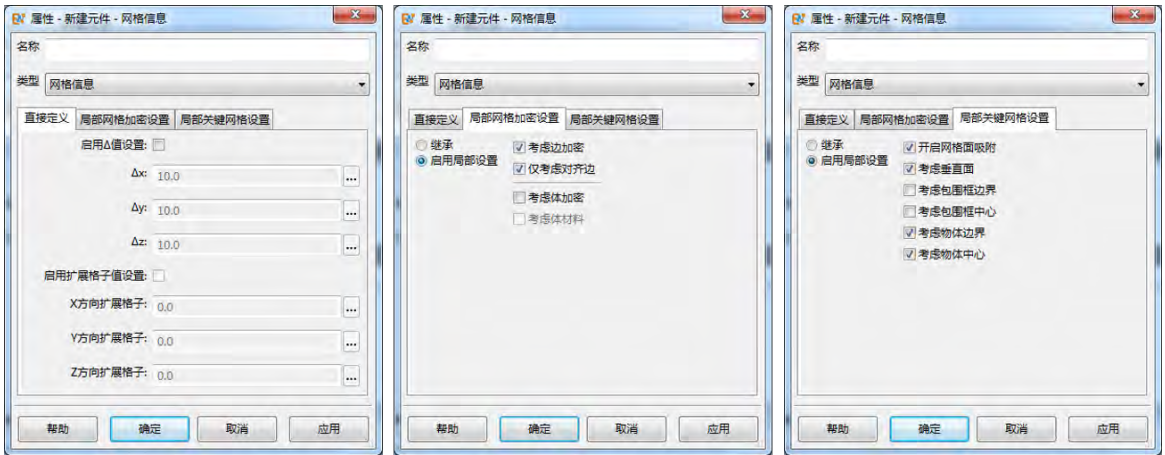 属性 - 新建元件 - 网格信息
名称
类型 网格信息
直接定义 局部网格加密设置 局部关键网格设置
启用Δ值设置:
Δx: 10.0 ...
Δy: 10.0 ...
Δz: 10.0 ...
启用扩展格子值设置:
X方向扩展格子: 0.0 ...
Y方向扩展格子: 0.0 ...
Z方向扩展格子: 0.0 ...
帮助 确定 取消 应用
属性 - 新建元件 - 网格信息
名称
类型 网格信息
直接定义 局部网格加密设置 局部关键网格设置
继承
启用局部设置
考虑边加密
仅考虑对齐边
考虑体加密
考虑体材料
帮助 确定 取消 应用
属性 - 新建元件 - 网格信息
名称
类型 网格信息
直接定义 局部网格加密设置 局部关键网格设置
继承
启用局部设置
开启网格面吸附
考虑垂直面
考虑包围框边界
考虑包围框中心
考虑物体边界
考虑物体中心
帮助 确定 取消 应用